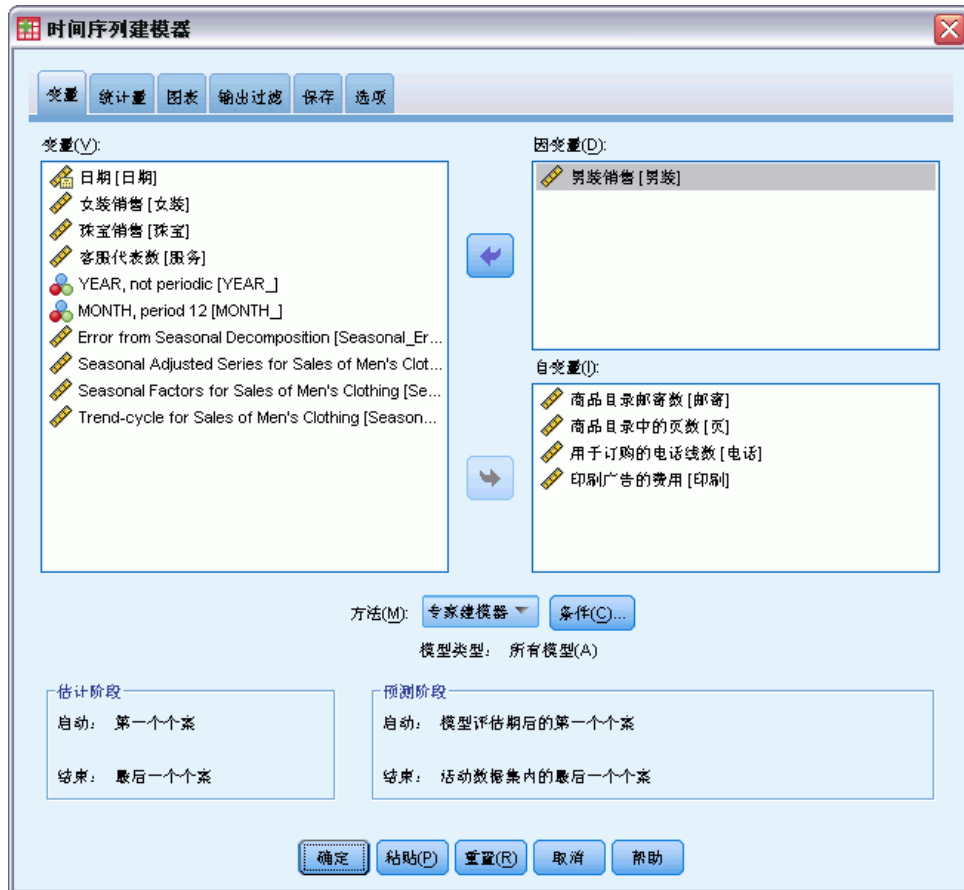 时间序列建模器
变量 统计量 图表 输出过滤 保存 选项
变量(V):
日期 [日期]
女装销售 [女装]
珠宝销售 [珠宝]
客服代表数 [服务]
YEAR, not periodic [YEAR_]
MONTH, period 12 [MONTH_]
Error from Seasonal Decomposition [Seasonal_Er...
Seasonal Adjusted Series for Sales of Men's Clot...
Seasonal Factors for Sales of Men's Clothing [Se...
Trend-cycle for Sales of Men's Clothing [Season...
因变量(D):
男装销售 [男装]
自变量(I):
商品目录邮寄数 [邮寄]
商品目录中的页数 [页]
用于订购的电话线数 [电话]
印刷广告的费用 [印刷]
方法(M): 专家建模器 条件(C)...
模型类型： 所有模型(A)
估计阶段
启动： 第一个个案
结束： 最后一个个案
预测阶段
启动： 模型评估期后的第一个个案
结束： 活动数据集内的最后一个个案
确定 粘贴(P) 重置(R) 取消 帮助